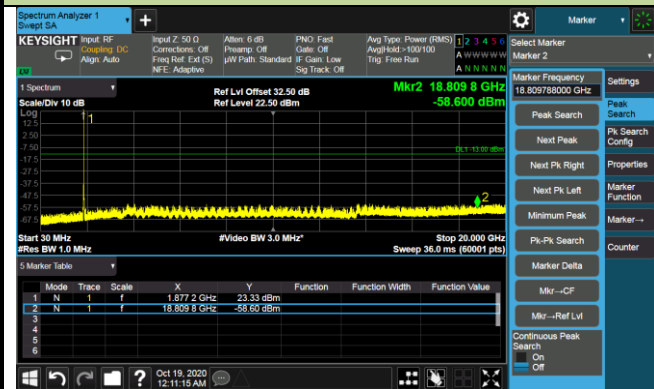 Spectrum Analyzer 1
Swept SA
+
Marker
KEYSIGHT
Input: RF
Coupling: DC
Align: Auto
Input Z: 50 Ω
Corrections: Off
Freq Ref: Ext (S)
NFE: Adaptive
Atten: 6 dB
Preamp: Off
µW Path: Standard
PNO: Fast
Gate: Off
IF Gain: Low
Sig Track: Off
Avg Type: Power (RMS)
Avg|Hold:>100/100
Trig: Free Run
1 2 3 4 5 6
A W W W W W
A N N N N N
Select Marker
Marker 2
1 Spectrum
Scale/Div 10 dB
Ref Lvl Offset 32.50 dB
Ref Level 22.50 dBm
Mkr2 18.809 8 GHz
-58.600 dBm
Log
12.5
2.50
-7.50
-17.5
-27.5
-37.5
-47.5
-57.5
-67.5
1
DL1 -13.00 dBm
2
Start 30 MHz
#Res BW 1.0 MHz
#Video BW 3.0 MHz*
Stop 20.000 GHz
Sweep 36.0 ms (60001 pts)
5 Marker Table
Mode Trace Scale X Y Function Function Width Function Value
1 N 1 f 1.877 2 GHz 23.33 dBm
2 N 1 f 18.809 8 GHz -58.60 dBm
3
4
5
6
Marker Frequency
18.809788000 GHz
Peak Search
Next Peak
Next Pk Right
Next Pk Left
Minimum Peak
Pk-Pk Search
Marker Delta
Mkr→CF
Mkr→Ref Lvl
Continuous Peak
Search
On
Off
Settings
Peak
Search
Pk Search
Config
Properties
Marker
Function
Marker→
Counter
?
Oct 19, 2020
12:11:15 AM